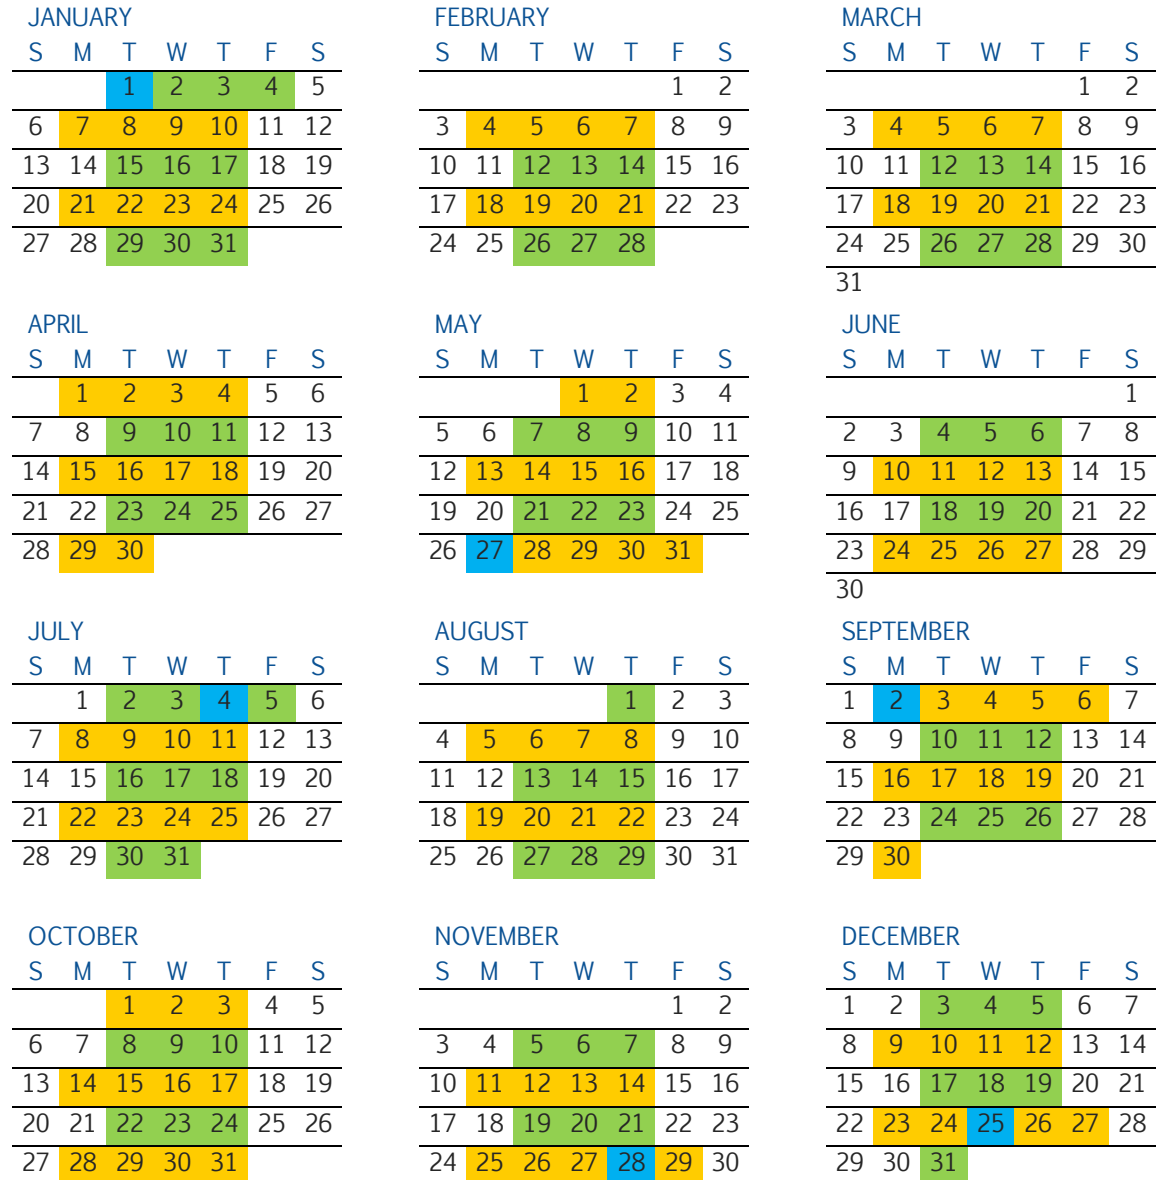 JANUARY FEBRUARY MARCH
S M T W T F S S M T W T F S S M T W T F S
1 2 3 4 5 1 2 1 2
6 7 8 9 10 11 12 3 4 5 6 7 8 9 3 4 5 6 7 8 9
13 14 15 16 17 18 19 10 11 12 13 14 15 16 10 11 12 13 14 15 16
20 21 22 23 24 25 26 17 18 19 20 21 22 23 17 18 19 20 21 22 23
27 28 29 30 31 24 25 26 27 28 24 25 26 27 28 29 30
31
APRIL MAY JUNE
S M T W T F S S M T W T F S S M T W T F S
1 2 3 4 5 6 1 2 3 4 1
7 8 9 10 11 12 13 5 6 7 8 9 10 11 2 3 4 5 6 7 8
14 15 16 17 18 19 20 12 13 14 15 16 17 18 9 10 11 12 13 14 15
21 22 23 24 25 26 27 19 20 21 22 23 24 25 16 17 18 19 20 21 22
28 29 30 26 27 28 29 30 31 23 24 25 26 27 28 29
30
JULY AUGUST SEPTEMBER
S M T W T F S S M T W T F S S M T W T F S
1 2 3 4 5 6 1 2 3 1 2 3 4 5 6 7
7 8 9 10 11 12 13 4 5 6 7 8 9 10 8 9 10 11 12 13 14
14 15 16 17 18 19 20 11 12 13 14 15 16 17 15 16 17 18 19 20 21
21 22 23 24 25 26 27 18 19 20 21 22 23 24 22 23 24 25 26 27 28
28 29 30 31 25 26 27 28 29 30 31 29 30
OCTOBER NOVEMBER DECEMBER
S M T W T F S S M T W T F S S M T W T F S
1 2 3 4 5 1 2 1 2 3 4 5 6 7
6 7 8 9 10 11 12 3 4 5 6 7 8 9 8 9 10 11 12 13 14
13 14 15 16 17 18 19 10 11 12 13 14 15 16 15 16 17 18 19 20 21
20 21 22 23 24 25 26 17 18 19 20 21 22 23 22 23 24 25 26 27 28
27 28 29 30 31 24 25 26 27 28 29 30 29 30 31